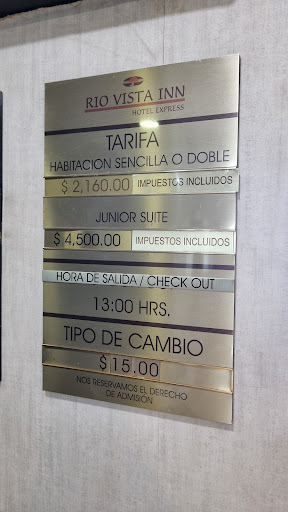 RIO VISTA INN
HOTEL EXPRESS
TARIFA
HABITACION SENCILLA O DOBLE
$ 2,160.00 IMPUESTOS INCLUIDOS
JUNIOR SUITE
$ 4,500.00 IMPUESTOS INCLUIDOS
HORA DE SALIDA / CHECK OUT
13:00 HRS.
TIPO DE CAMBIO
$ 15.00
NOS RESERVAMOS EL DERECHO
DE ADMISIÓN